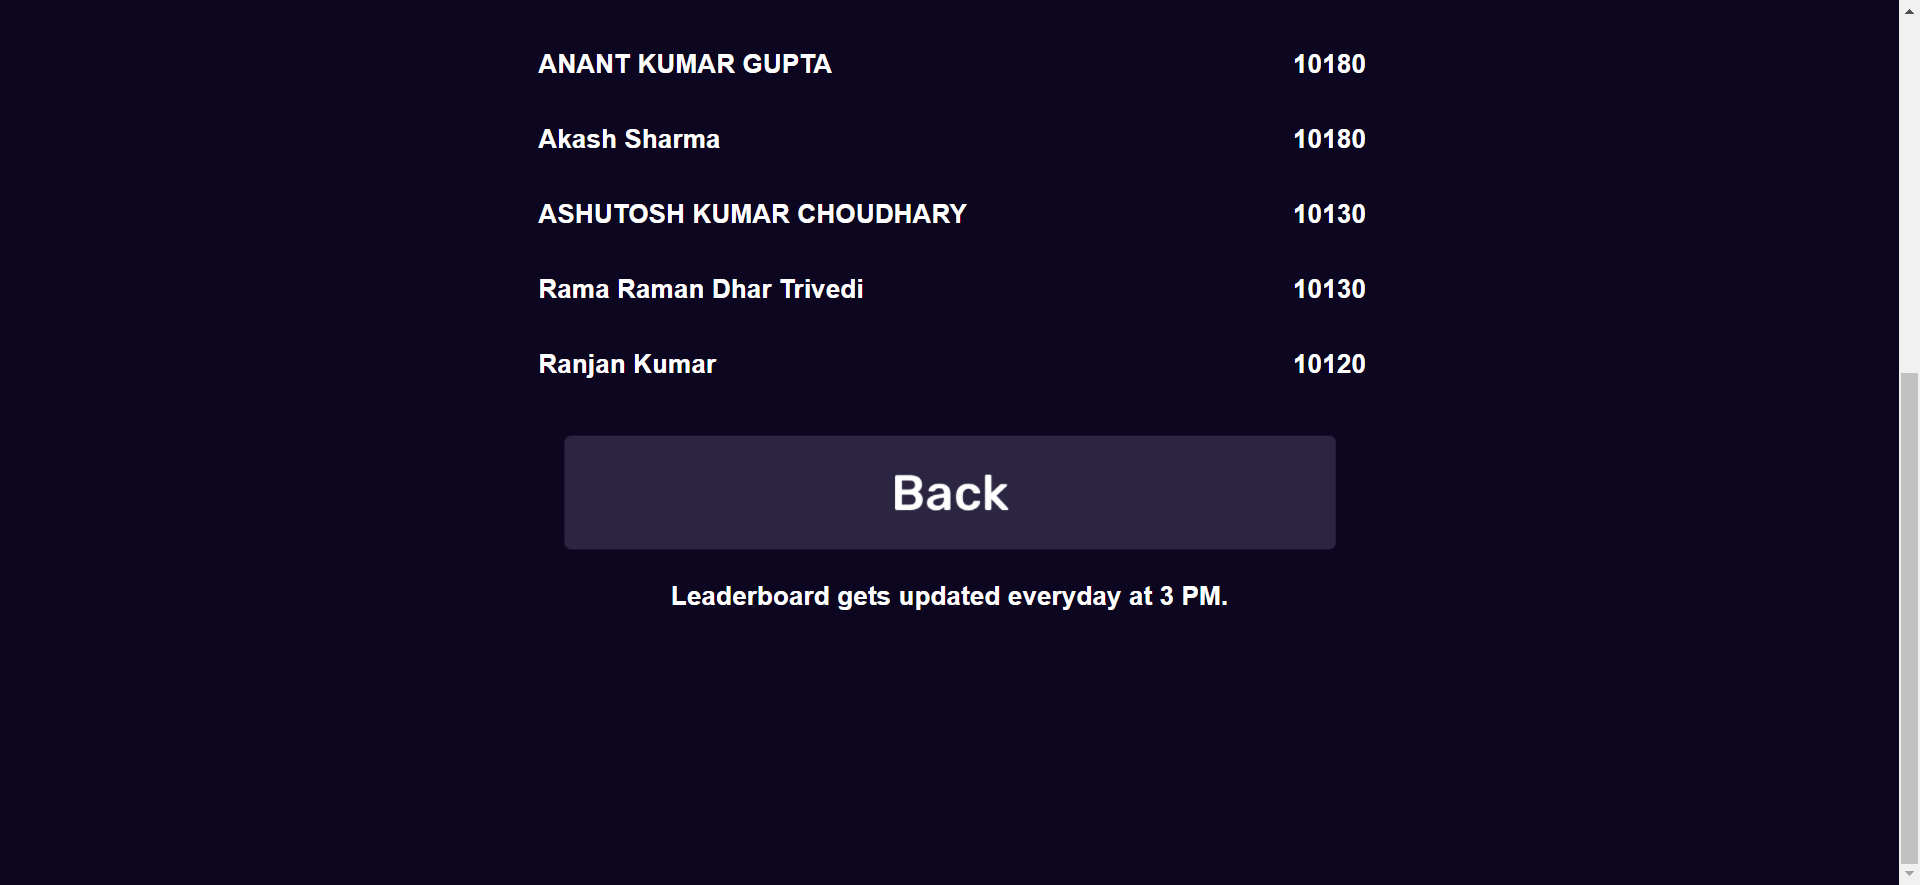 ANANT KUMAR GUPTA 10180
Akash Sharma 10180
ASHUTOSH KUMAR CHOUDHARY 10130
Rama Raman Dhar Trivedi 10130
Ranjan Kumar 10120
Back
Leaderboard gets updated everyday at 3 PM.